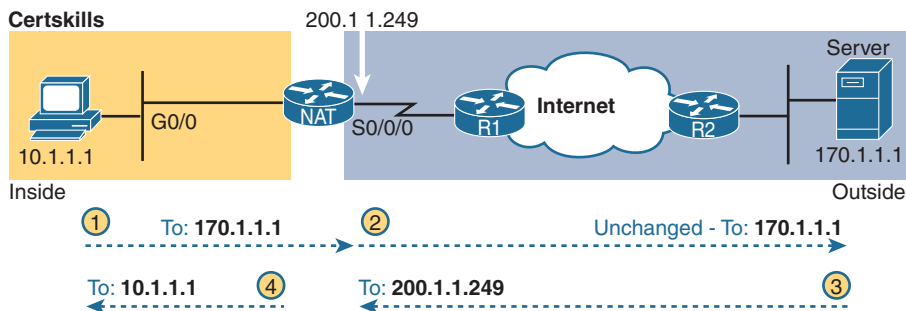 Certskills
200.1 1.249
Server
NAT
R1
Internet
R2
G0/0
S0/0/0
10.1.1.1
170.1.1.1
Inside
Outside
1 To: 170.1.1.1
2 Unchanged - To: 170.1.1.1
To: 10.1.1.1 4
To: 200.1.1.249 3